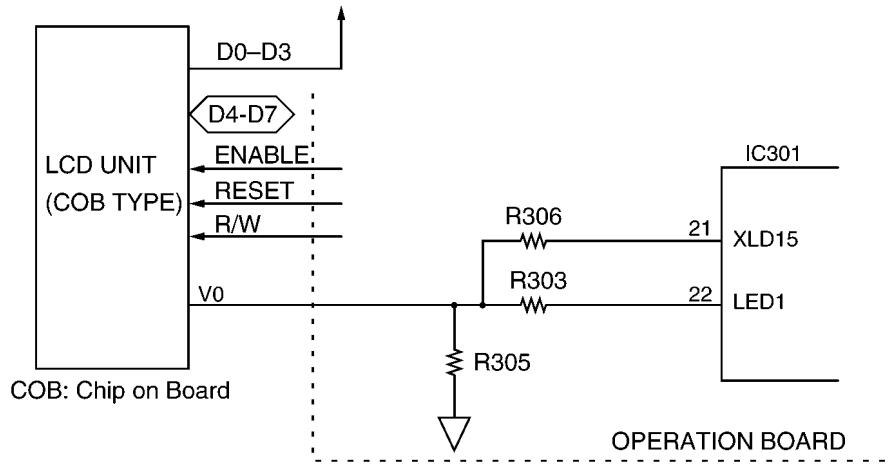 D0–D3
D4-D7
LCD UNIT
(COB TYPE)
ENABLE
RESET
R/W
V0
COB: Chip on Board
IC301
R306
21
XLD15
R303
22
LED1
R305
OPERATION BOARD